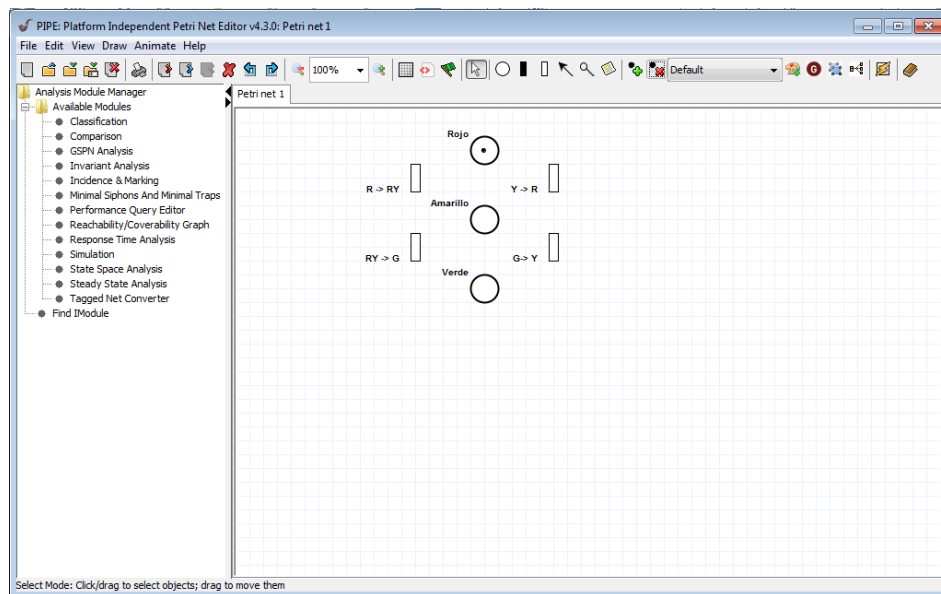 PIPE: Platform Independent Petri Net Editor v4.3.0: Petri net 1
File Edit View Draw Animate Help
100%
Default
G
Analysis Module Manager
Available Modules
Classification
Comparison
GSPN Analysis
Invariant Analysis
Incidence & Marking
Minimal Siphons And Minimal Traps
Performance Query Editor
Reachability/Coverability Graph
Response Time Analysis
Simulation
State Space Analysis
Steady State Analysis
Tagged Net Converter
Find IModule
Petri net 1
Rojo
R -> RY
Y -> R
Amarillo
RY -> G
G-> Y
Verde
Select Mode: Click/drag to select objects; drag to move them